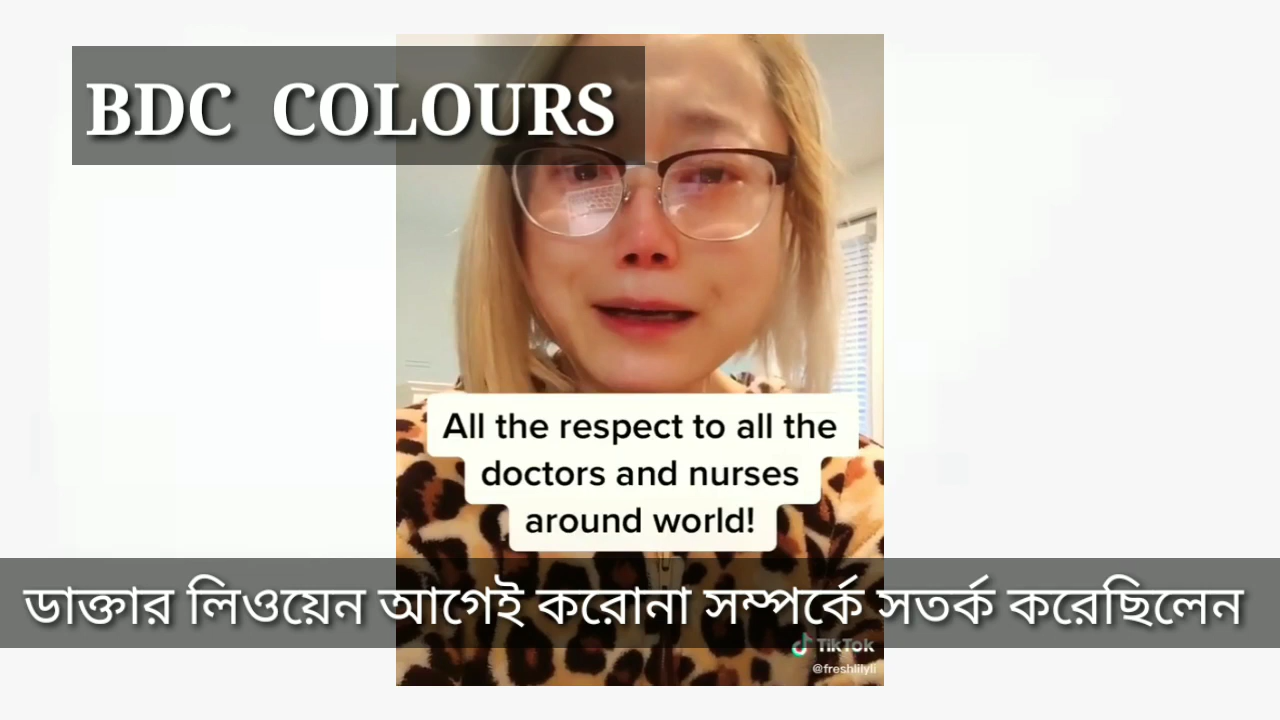 BDC COLOURS
All the respect to all the
doctors and nurses
around world!
ডাক্তার লিওয়েন আগেই করোনা সম্পর্কে সতর্ক করেছিলেন
TikTok
@freshlilyli